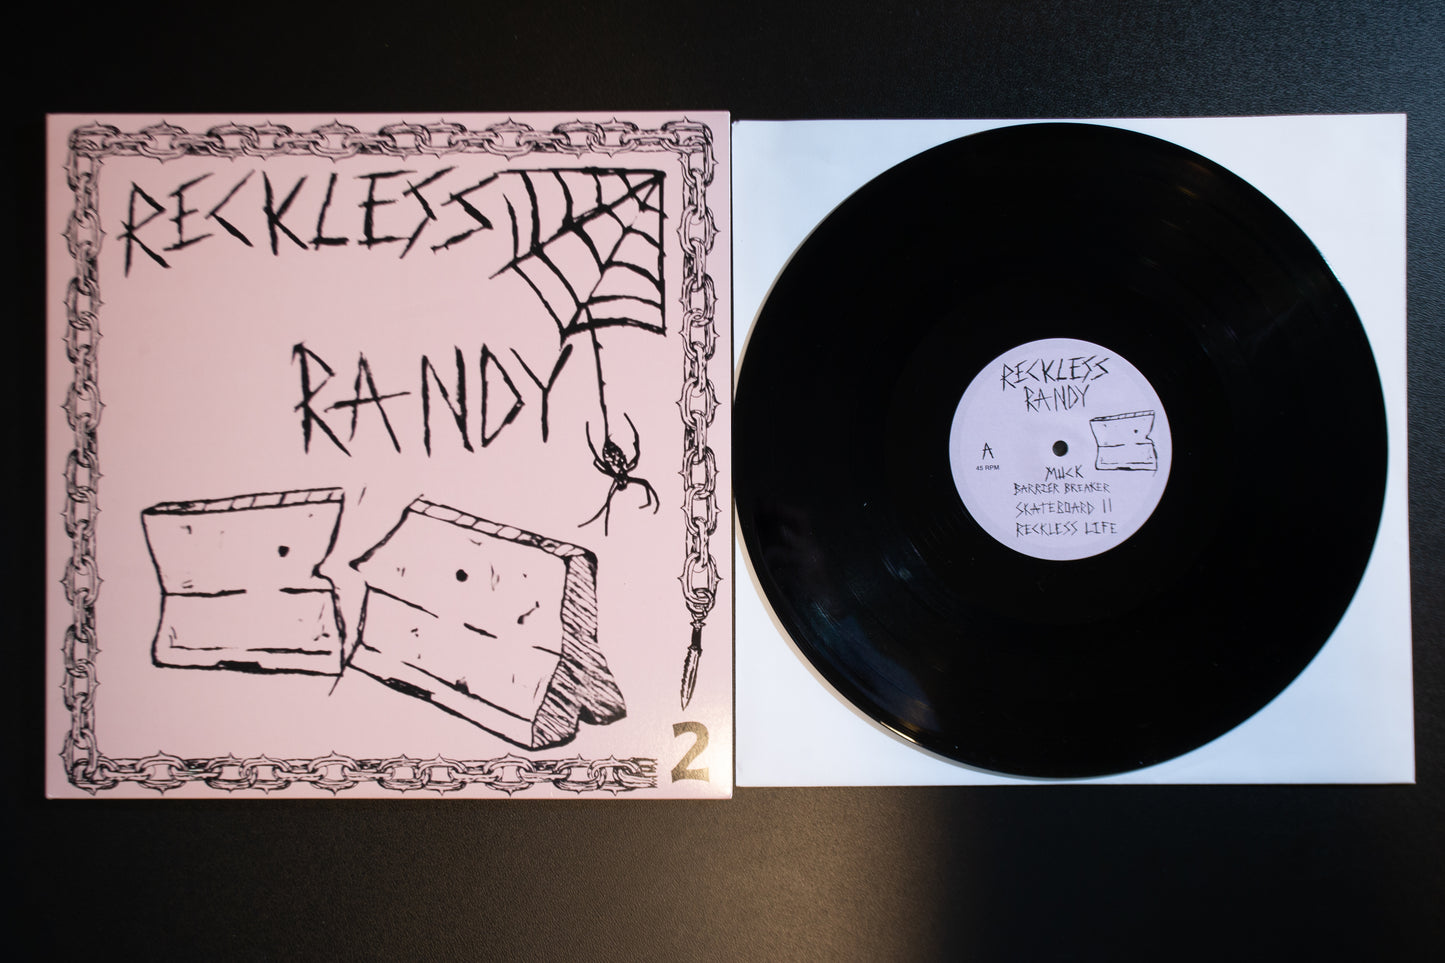 RECKLESS
RANDY
2
RECKLESS
RANDY
A
45 RPM
MUCK
BARRIER BREAKER
SKATEBOARD II
RECKLESS LIFE